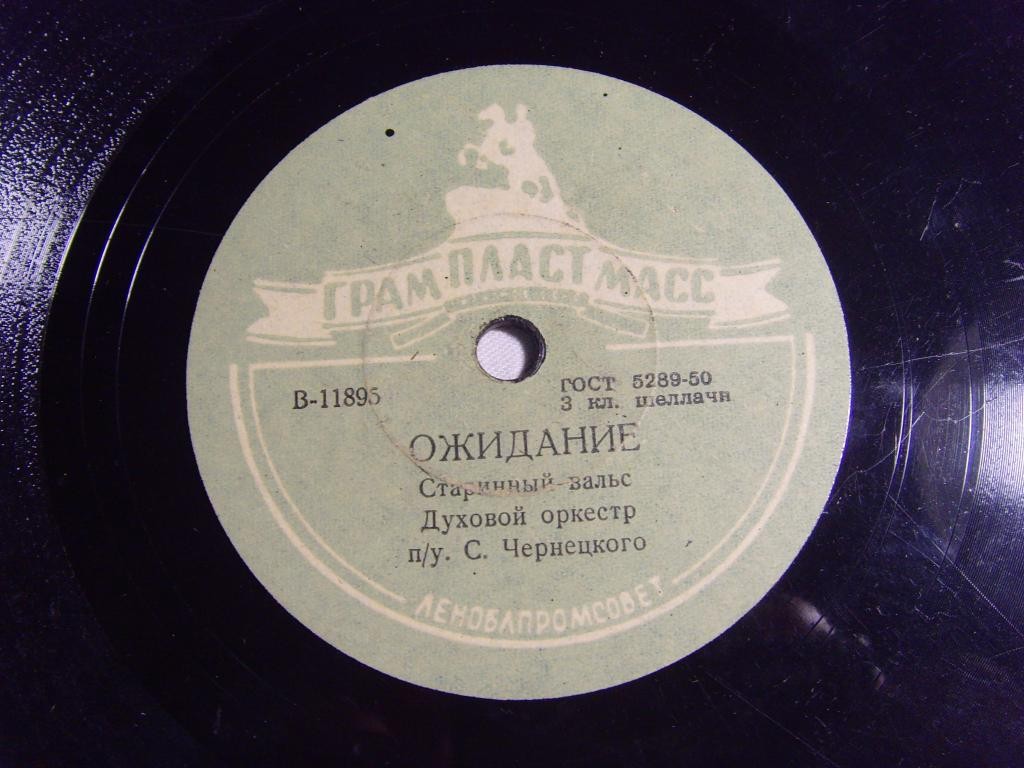 ГРАМПЛАСТМАСС
В-11895
ГОСТ 5289-50
3 кл. шеллачн
ОЖИДАНИЕ
Старинный вальс
Духовой оркестр
п/у. С. Чернецкого
ЛЕНОБЛПРОМСОВЕТ